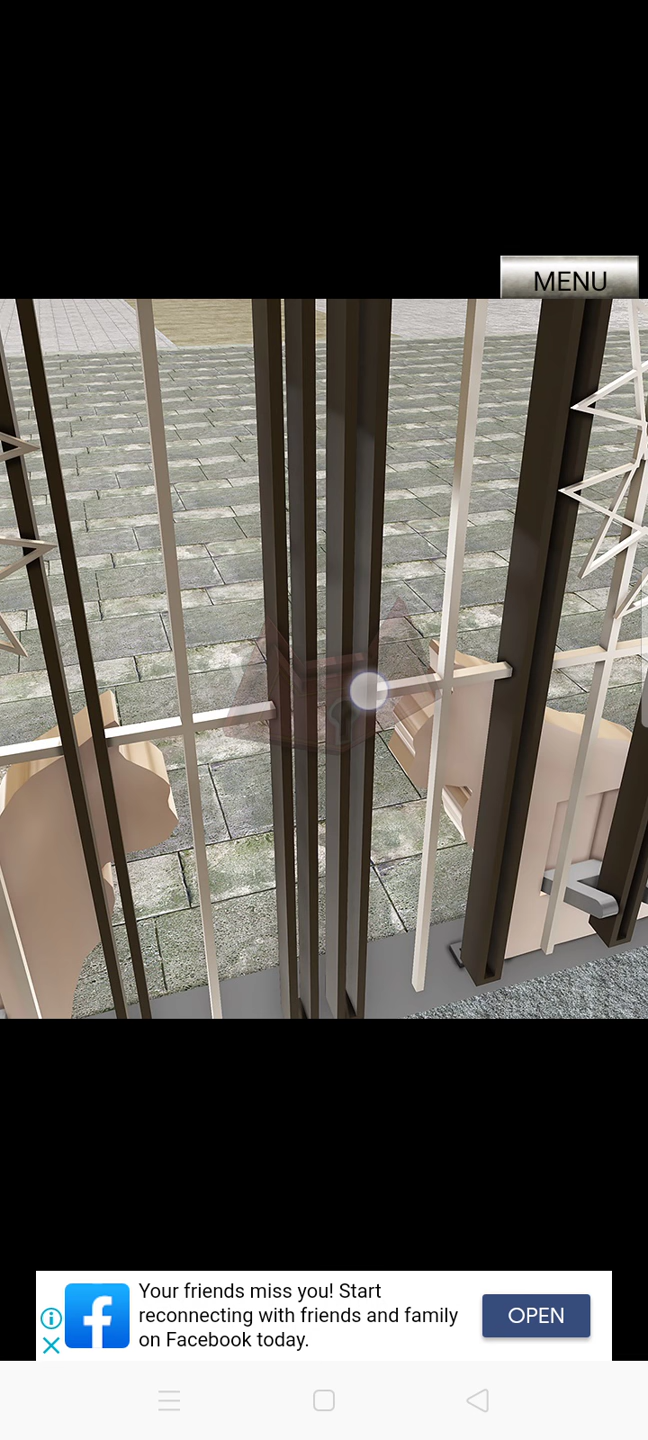 MENU
Your friends miss you! Start
reconnecting with friends and family
on Facebook today.
OPEN